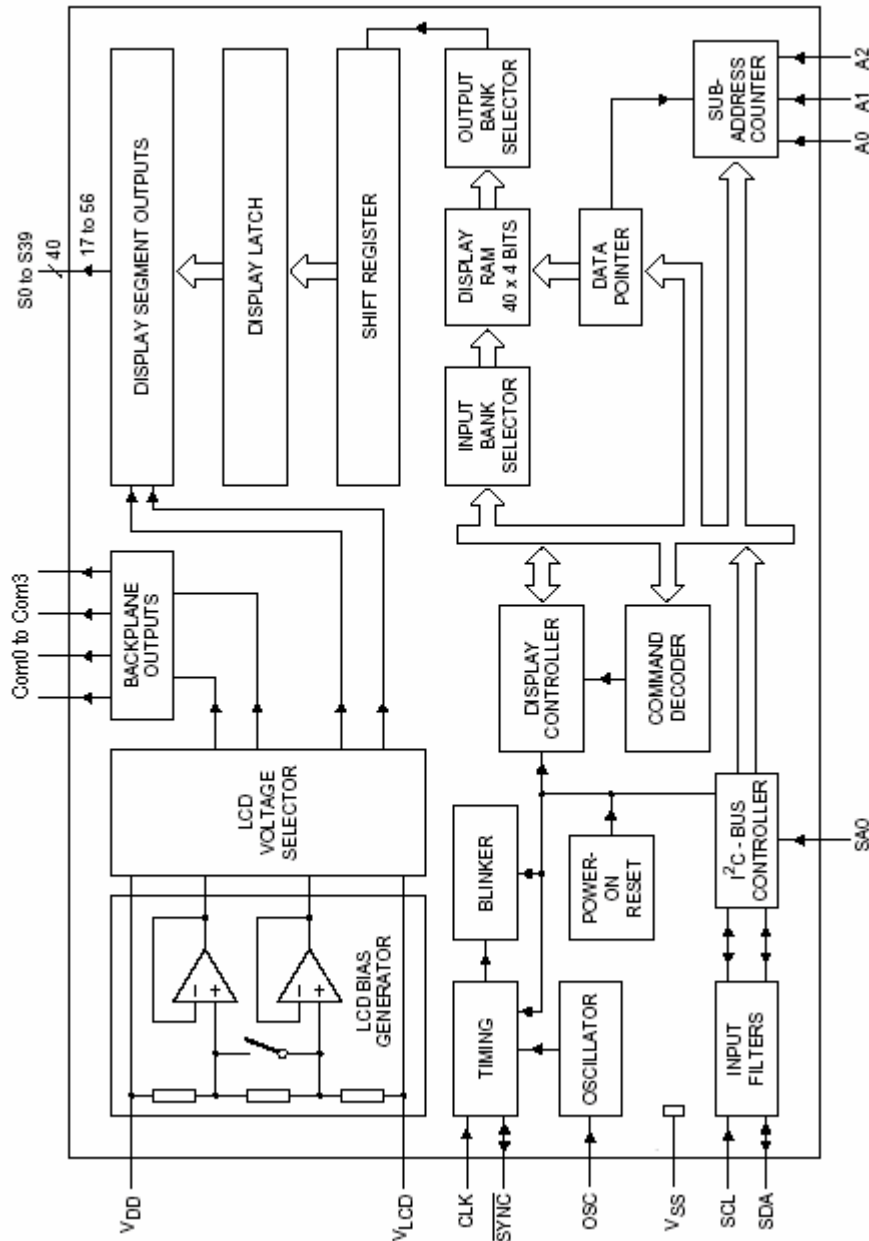 Com0 to Com3
S0 to S39
40
17 to 56
V DD
BACKPLANE
OUTPUTS
DISPLAY SEGMENT OUTPUTS
LCD
VOLTAGE
SELECTOR
LCD BIAS
GENERATOR
−
+
−
+
DISPLAY LATCH
SHIFT REGISTER
V LCD
CLK
SYNC
TIMING
BLINKER
DISPLAY
CONTROLLER
INPUT
BANK
SELECTOR
DISPLAY
RAM
40 x 4 BITS
OUTPUT
BANK
SELECTOR
OSC
OSCILLATOR
POWER-
ON
RESET
COMMAND
DECODER
DATA
POINTER
SUB-
ADDRESS
COUNTER
V SS
SCL
SDA
INPUT
FILTERS
I2C - BUS
CONTROLLER
SA0
A0
A1
A2